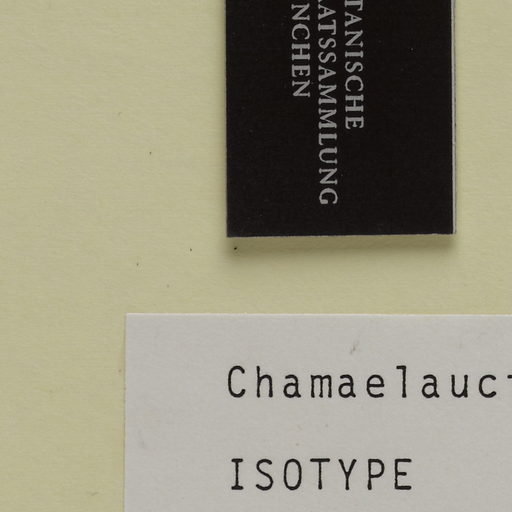 TANISCHE
ATSSAMMLUNG
NCHEN
Chamaelauc
ISOTYPE